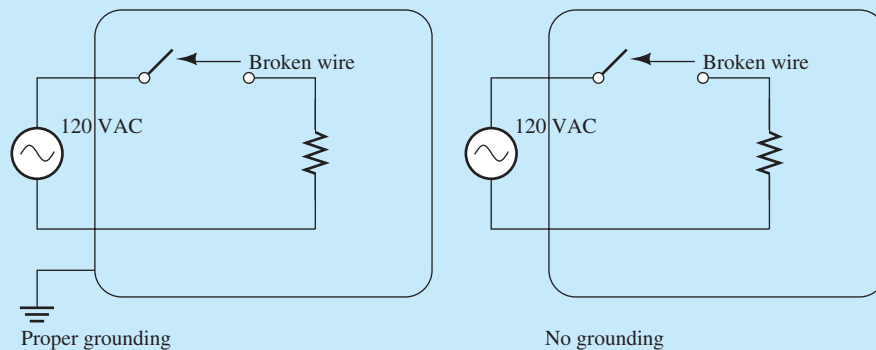 Broken wire
120 VAC
Proper grounding
Broken wire
120 VAC
No grounding